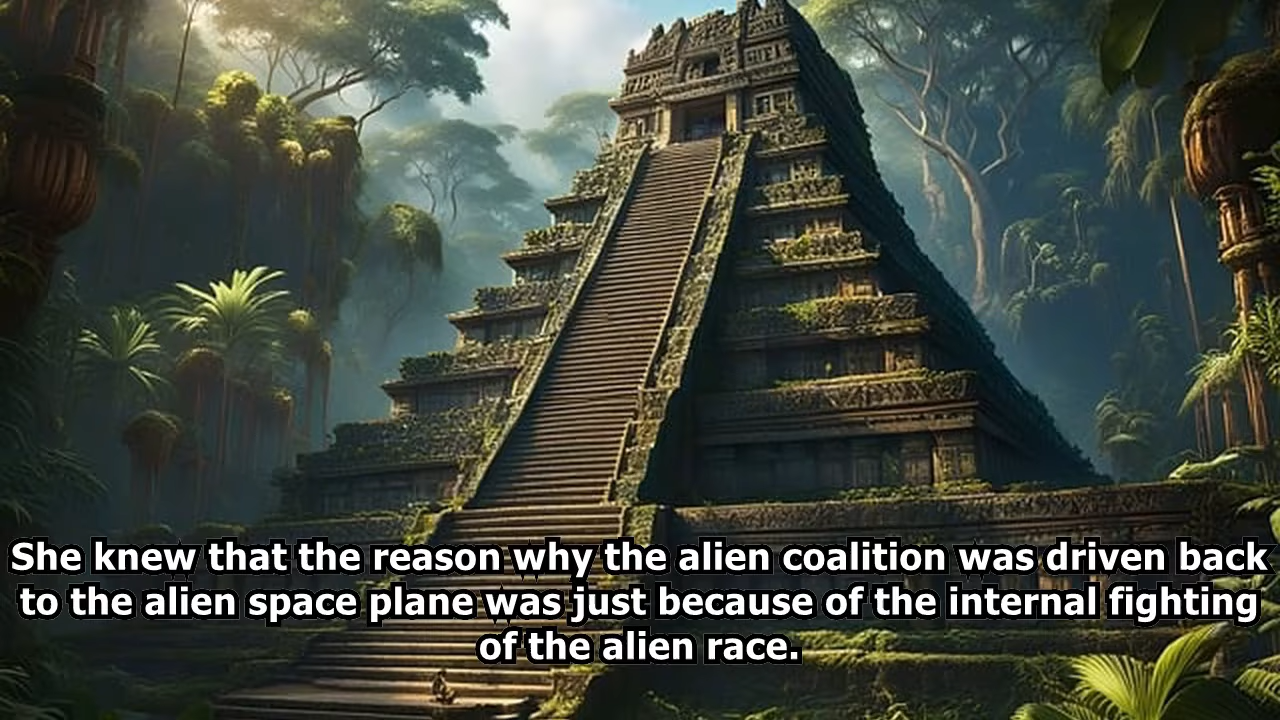 She knew that the reason why the alien coalition was driven back
to the alien space plane was just because of the internal fighting
of the alien race.